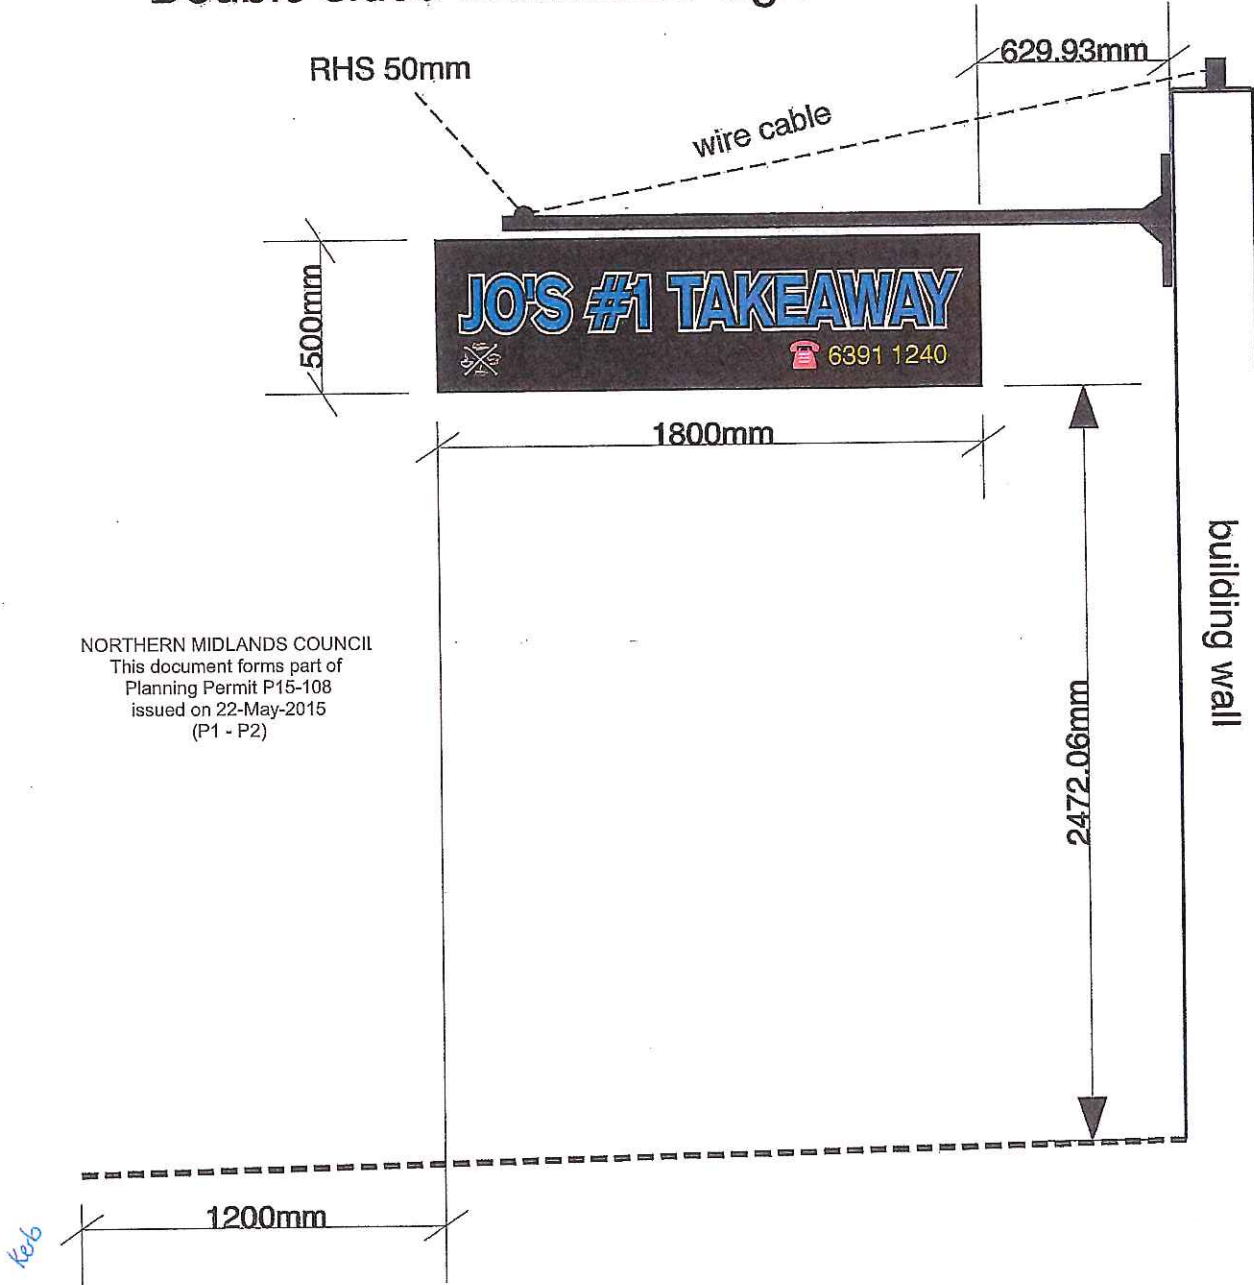 RHS 50mm
629.93mm
wire cable
500mm
JO'S #1 TAKEAWAY
6391 1240
1800mm
building wall
NORTHERN MIDLANDS COUNCIL
This document forms part of
Planning Permit P15-108
issued on 22-May-2015
(P1 - P2)
2472.06mm
1200mm
Kerb